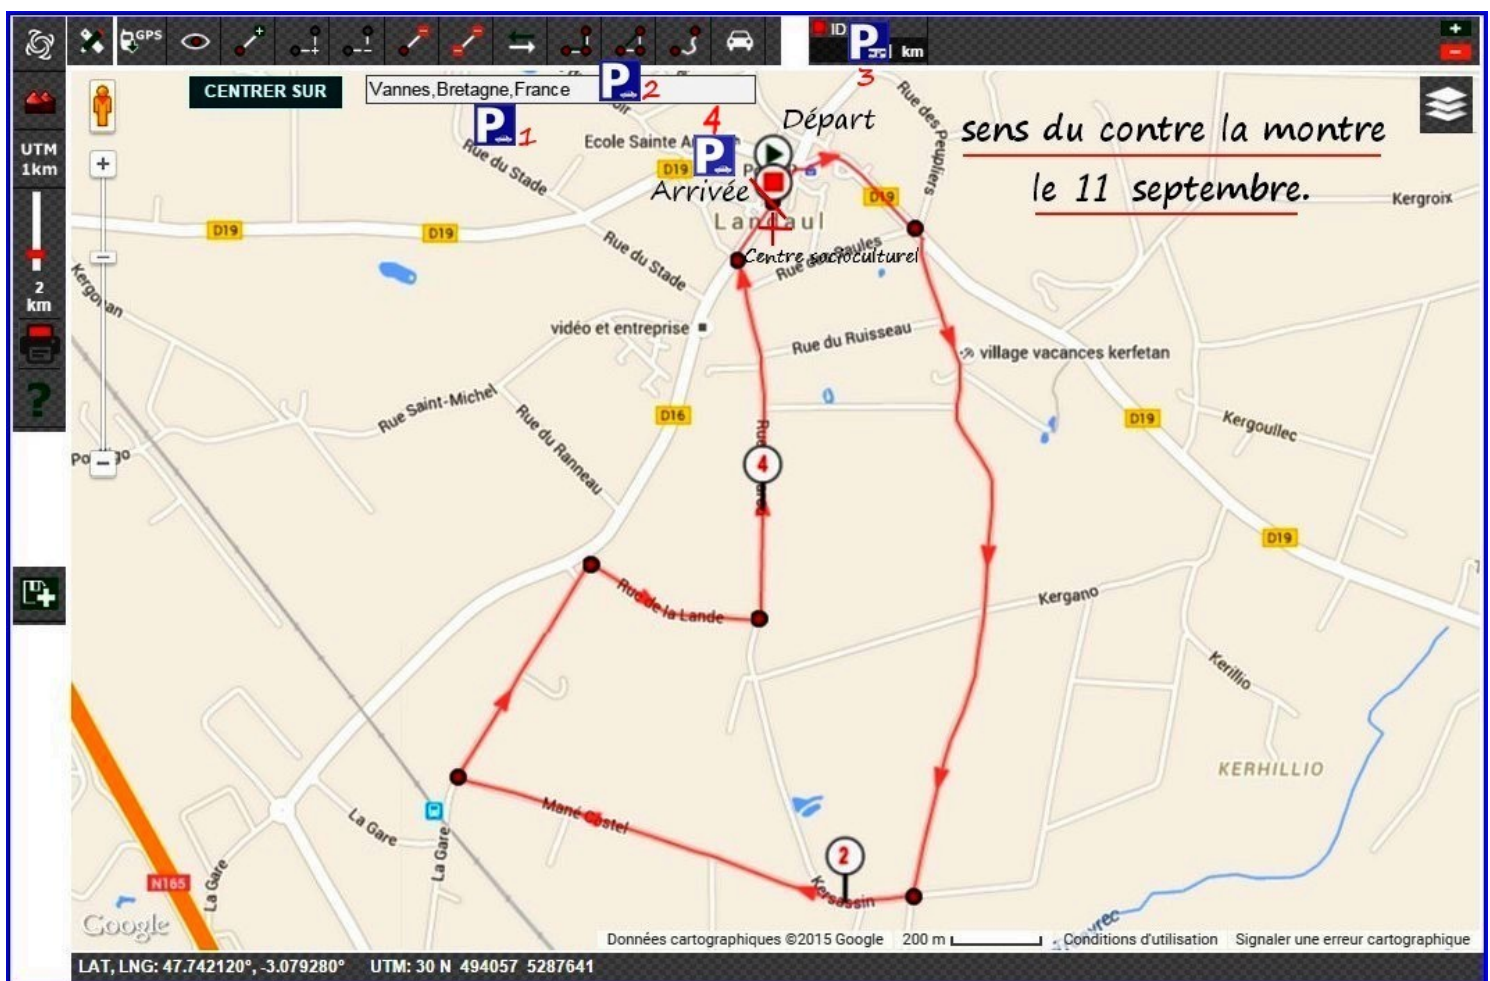 GPS
ID
km
3
CENTRER SUR
Vannes,Bretagne,France
2
1
4
Départ
sens du contre la montre
le 11 septembre.
UTM
1km
2
km
?
Rue des Peupliers
Ecole Sainte
Rue du Stade
D19
Arrivée
D19
Landaul
Kergroix
D19
D19
Rue du Stade
Centre socioculturel
Rue des Saules
vidéo et entreprise
Rue du Ruisseau
village vacances kerfetan
Rue Saint-Michel
D16
D19
Kergoullec
Rue du Ranneau
4
D19
Rue de la Lande
Kergano
Kerillio
KERHILLIO
Mané Castel
La Gare
La Gare
La Gare
2
Kersassin
N165
Google
Données cartographiques ©2015 Google
200 m
Conditions d'utilisation
Signaler une erreur cartographique
LAT, LNG: 47.742120°, -3.079280°
UTM: 30 N 494057 5287641